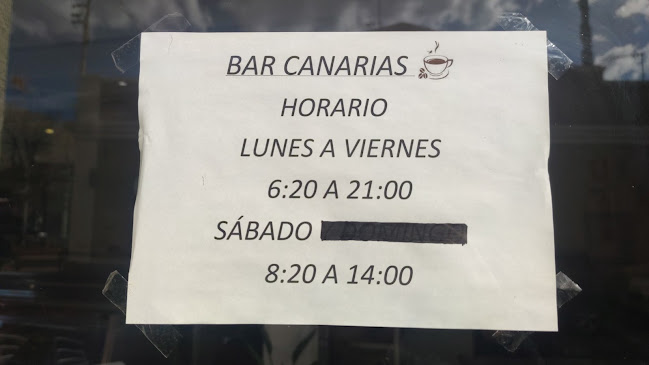 BAR CANARIAS
HORARIO
LUNES A VIERNES
6:20 A 21:00
SÁBADO
8:20 A 14:00